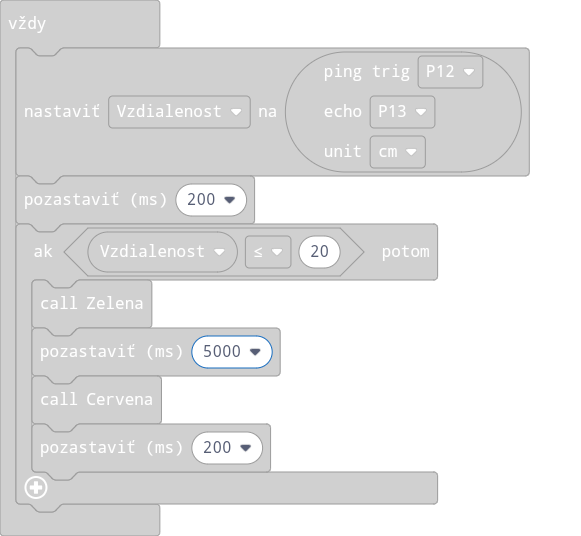 vždy
ping trig P12
nastaviť Vzdialenost na echo P13
unit cm
pozastaviť (ms) 200
ak Vzdialenost ≤ 20 potom
call Zelena
pozastaviť (ms) 5000
call Cervena
pozastaviť (ms) 200